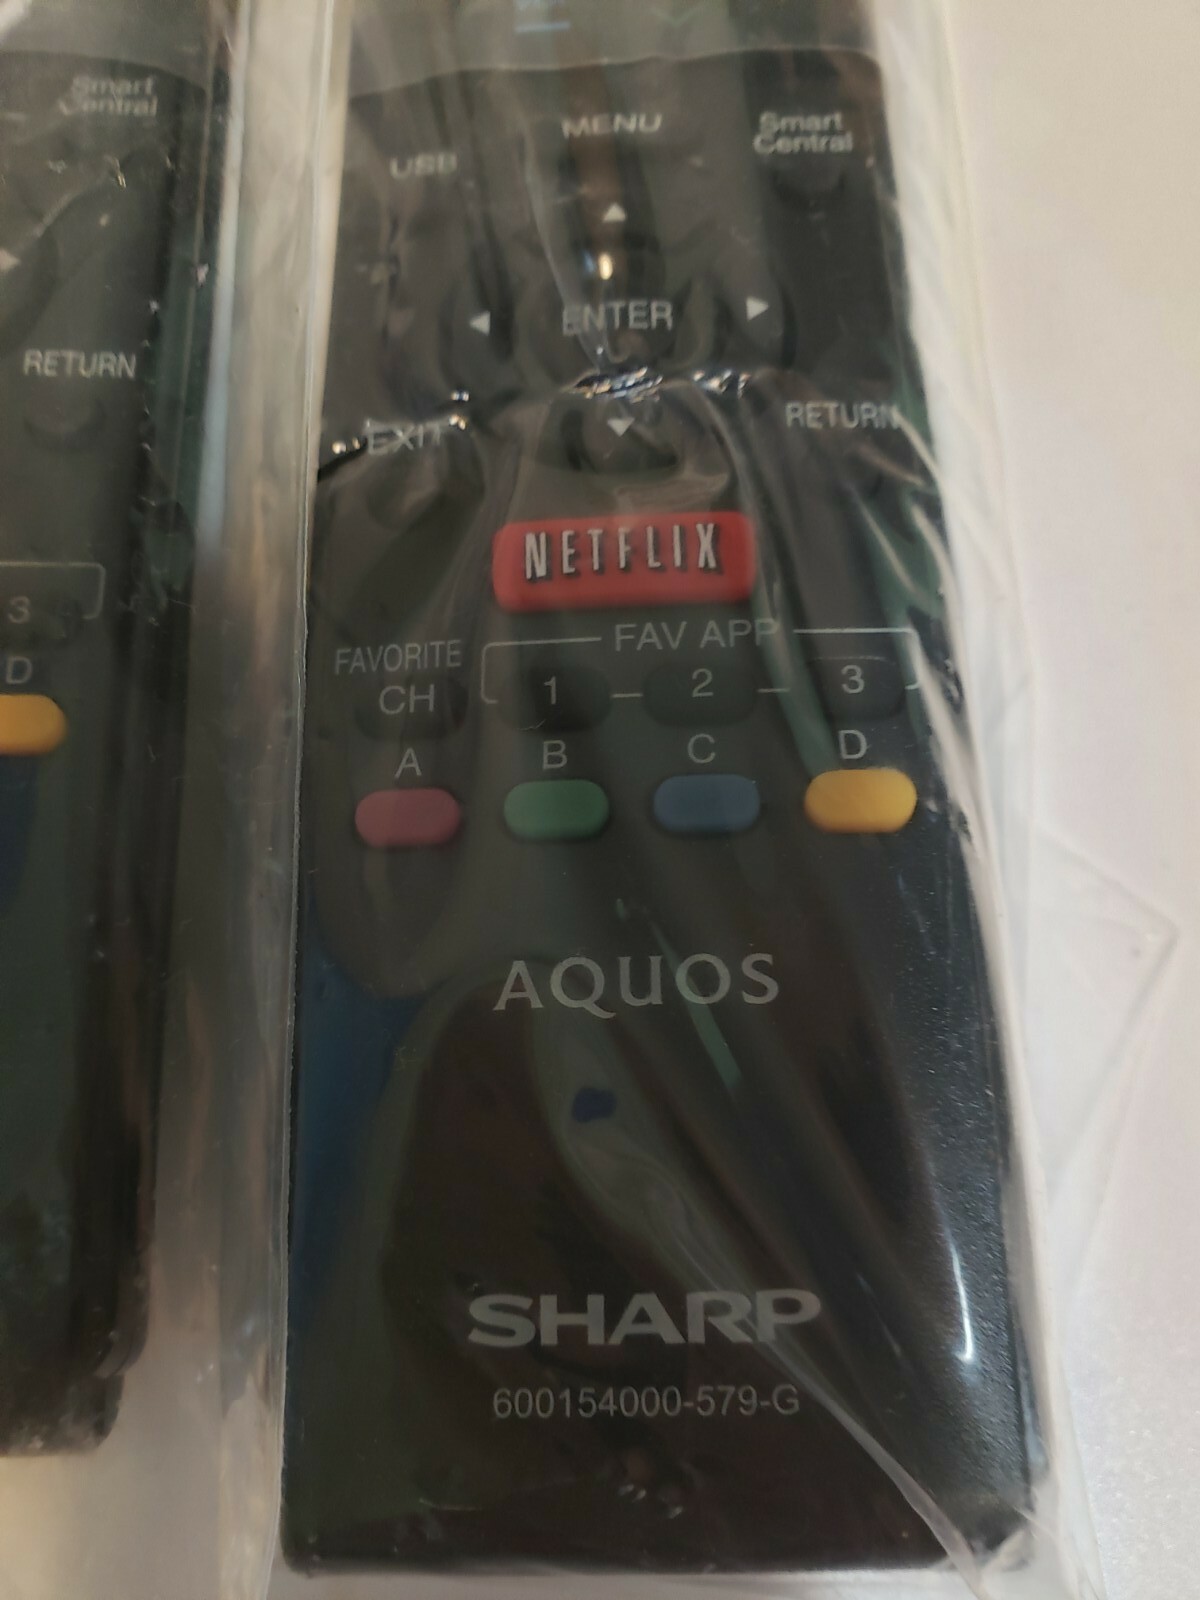 Smart
Central
RETURN
3
D
MENU
Smart
Central
USB
ENTER
EXIT
RETURN
NETFLIX
FAVORITE
CH
FAV APP
1
2
3
A
B
C
D
AQUOS
SHARP
600154000-579-G